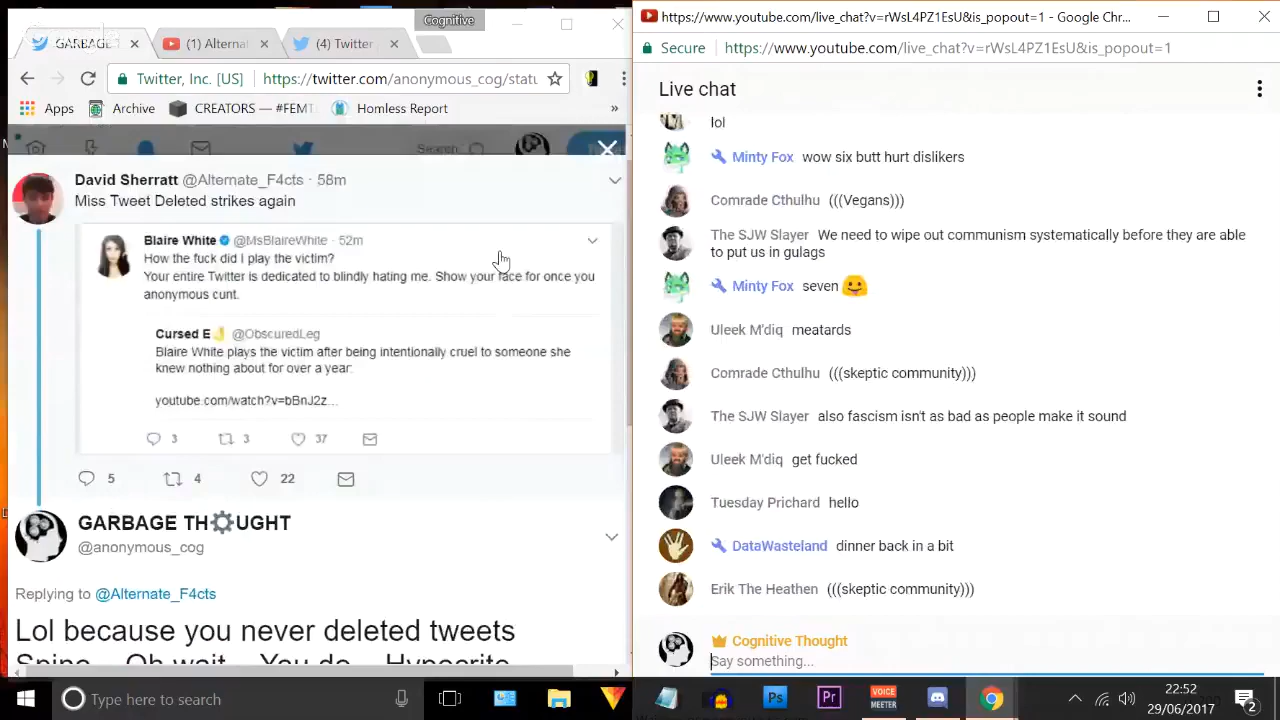 Cognitive
GARBAGE
(1) Alternat
(4) Twitter
Twitter, Inc. [US]
https://twitter.com/anonymous_cog/statu
Apps
Archive
CREATORS — #FEMT
Homless Report
»
Search
David Sherratt @Alternate_F4cts · 58m
Miss Tweet Deleted strikes again
Blaire White @MsBlaireWhite · 52m
How the fuck did I play the victim?
Your entire Twitter is dedicated to blindly hating me. Show your face for once you
anonymous cunt.
Cursed E @ObscuredLeg
Blaire White plays the victim after being intentionally cruel to someone she
knew nothing about for over a year.
youtube.com/watch?v=bBnJ2z...
3 3 37
5 4 22
GARBAGE TH⚙UGHT
@anonymous_cog
Replying to @Alternate_F4cts
Lol because you never deleted tweets
Type here to search
https://www.youtube.com/live_chat?v=rWsL4PZ1EsU&is_popout=1 - Google Chr...
Secure
https://www.youtube.com/live_chat?v=rWsL4PZ1EsU&is_popout=1
Live chat
lol
Minty Fox wow six butt hurt dislikers
Comrade Cthulhu (((Vegans)))
The SJW Slayer We need to wipe out communism systematically before they are able
to put us in gulags
Minty Fox seven
Uleek M'diq meatards
Comrade Cthulhu (((skeptic community)))
The SJW Slayer also fascism isn't as bad as people make it sound
Uleek M'diq get fucked
Tuesday Prichard hello
DataWasteland dinner back in a bit
Erik The Heathen (((skeptic community)))
Cognitive Thought
Say something...
Ps
Pr
VOICE
MEETER
22:52
29/06/2017
2